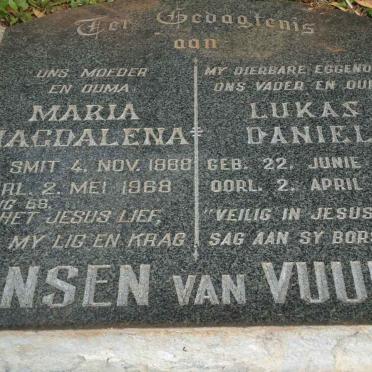 Ter Gedagtenis
aan
ONS MOEDER
EN OUMA
MARIA
MAGDALENA
SMIT 4. NOV. 1888
ORL. 2. MEI 1968
HET JESUS LIEF,
MY LIG EN KRAG
MY DIERBARE EGGENO
ONS VADER EN OUP
LUKAS
DANIEL
GEB. 22. JUNIE
OORL. 2. APRIL
"VEILIG IN JESUS
SAG AAN SY BORS
NSEN VAN VUU